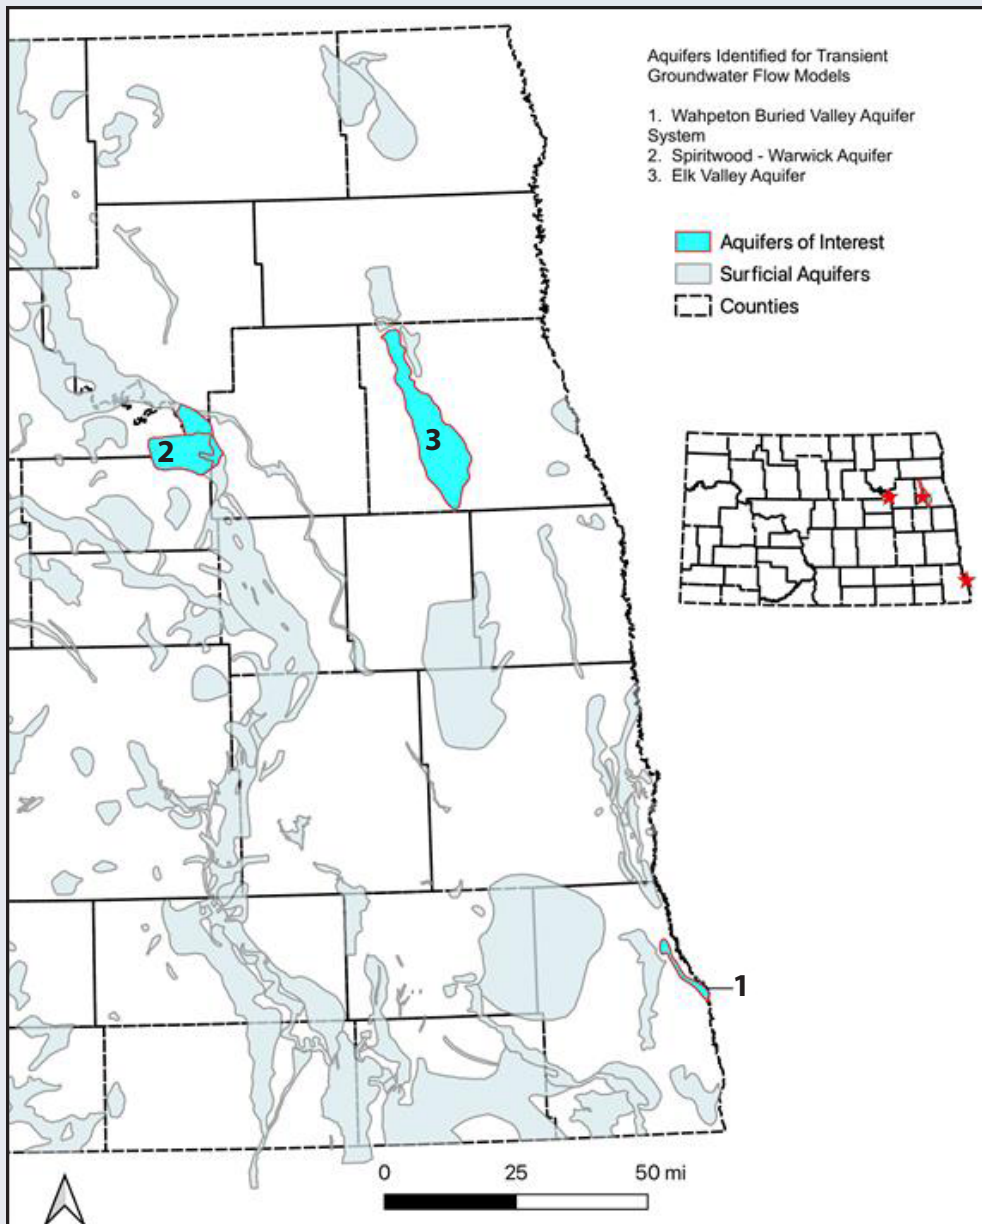 Aquifers Identified for Transient
Groundwater Flow Models
1. Wahpeton Buried Valley Aquifer
System
2. Spiritwood - Warwick Aquifer
3. Elk Valley Aquifer
Aquifers of Interest
Surficial Aquifers
Counties
3
2
1
0 25 50 mi